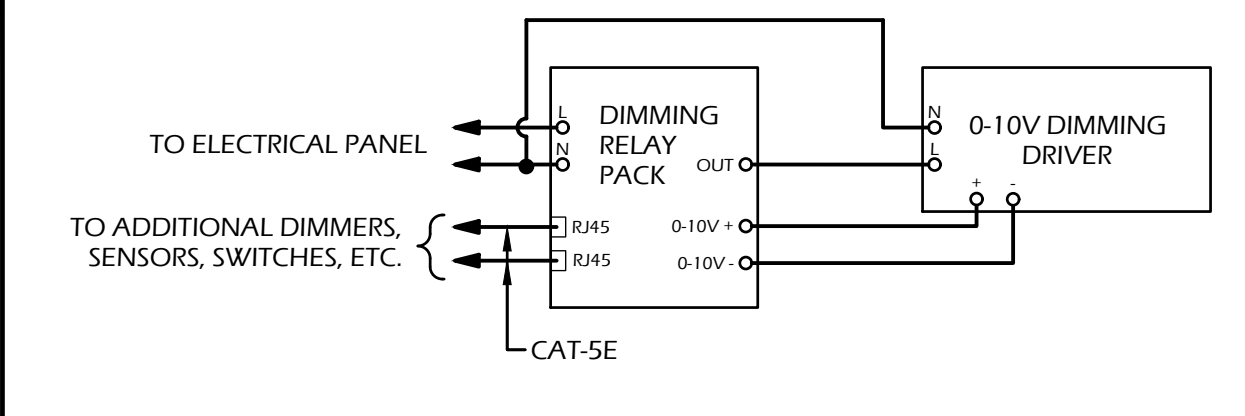 TO ELECTRICAL PANEL
L
N
DIMMING
RELAY
PACK
OUT
N
L
0-10V DIMMING
DRIVER
+
-
TO ADDITIONAL DIMMERS,
SENSORS, SWITCHES, ETC.
RJ45
RJ45
0-10V +
0-10V -
CAT-5E